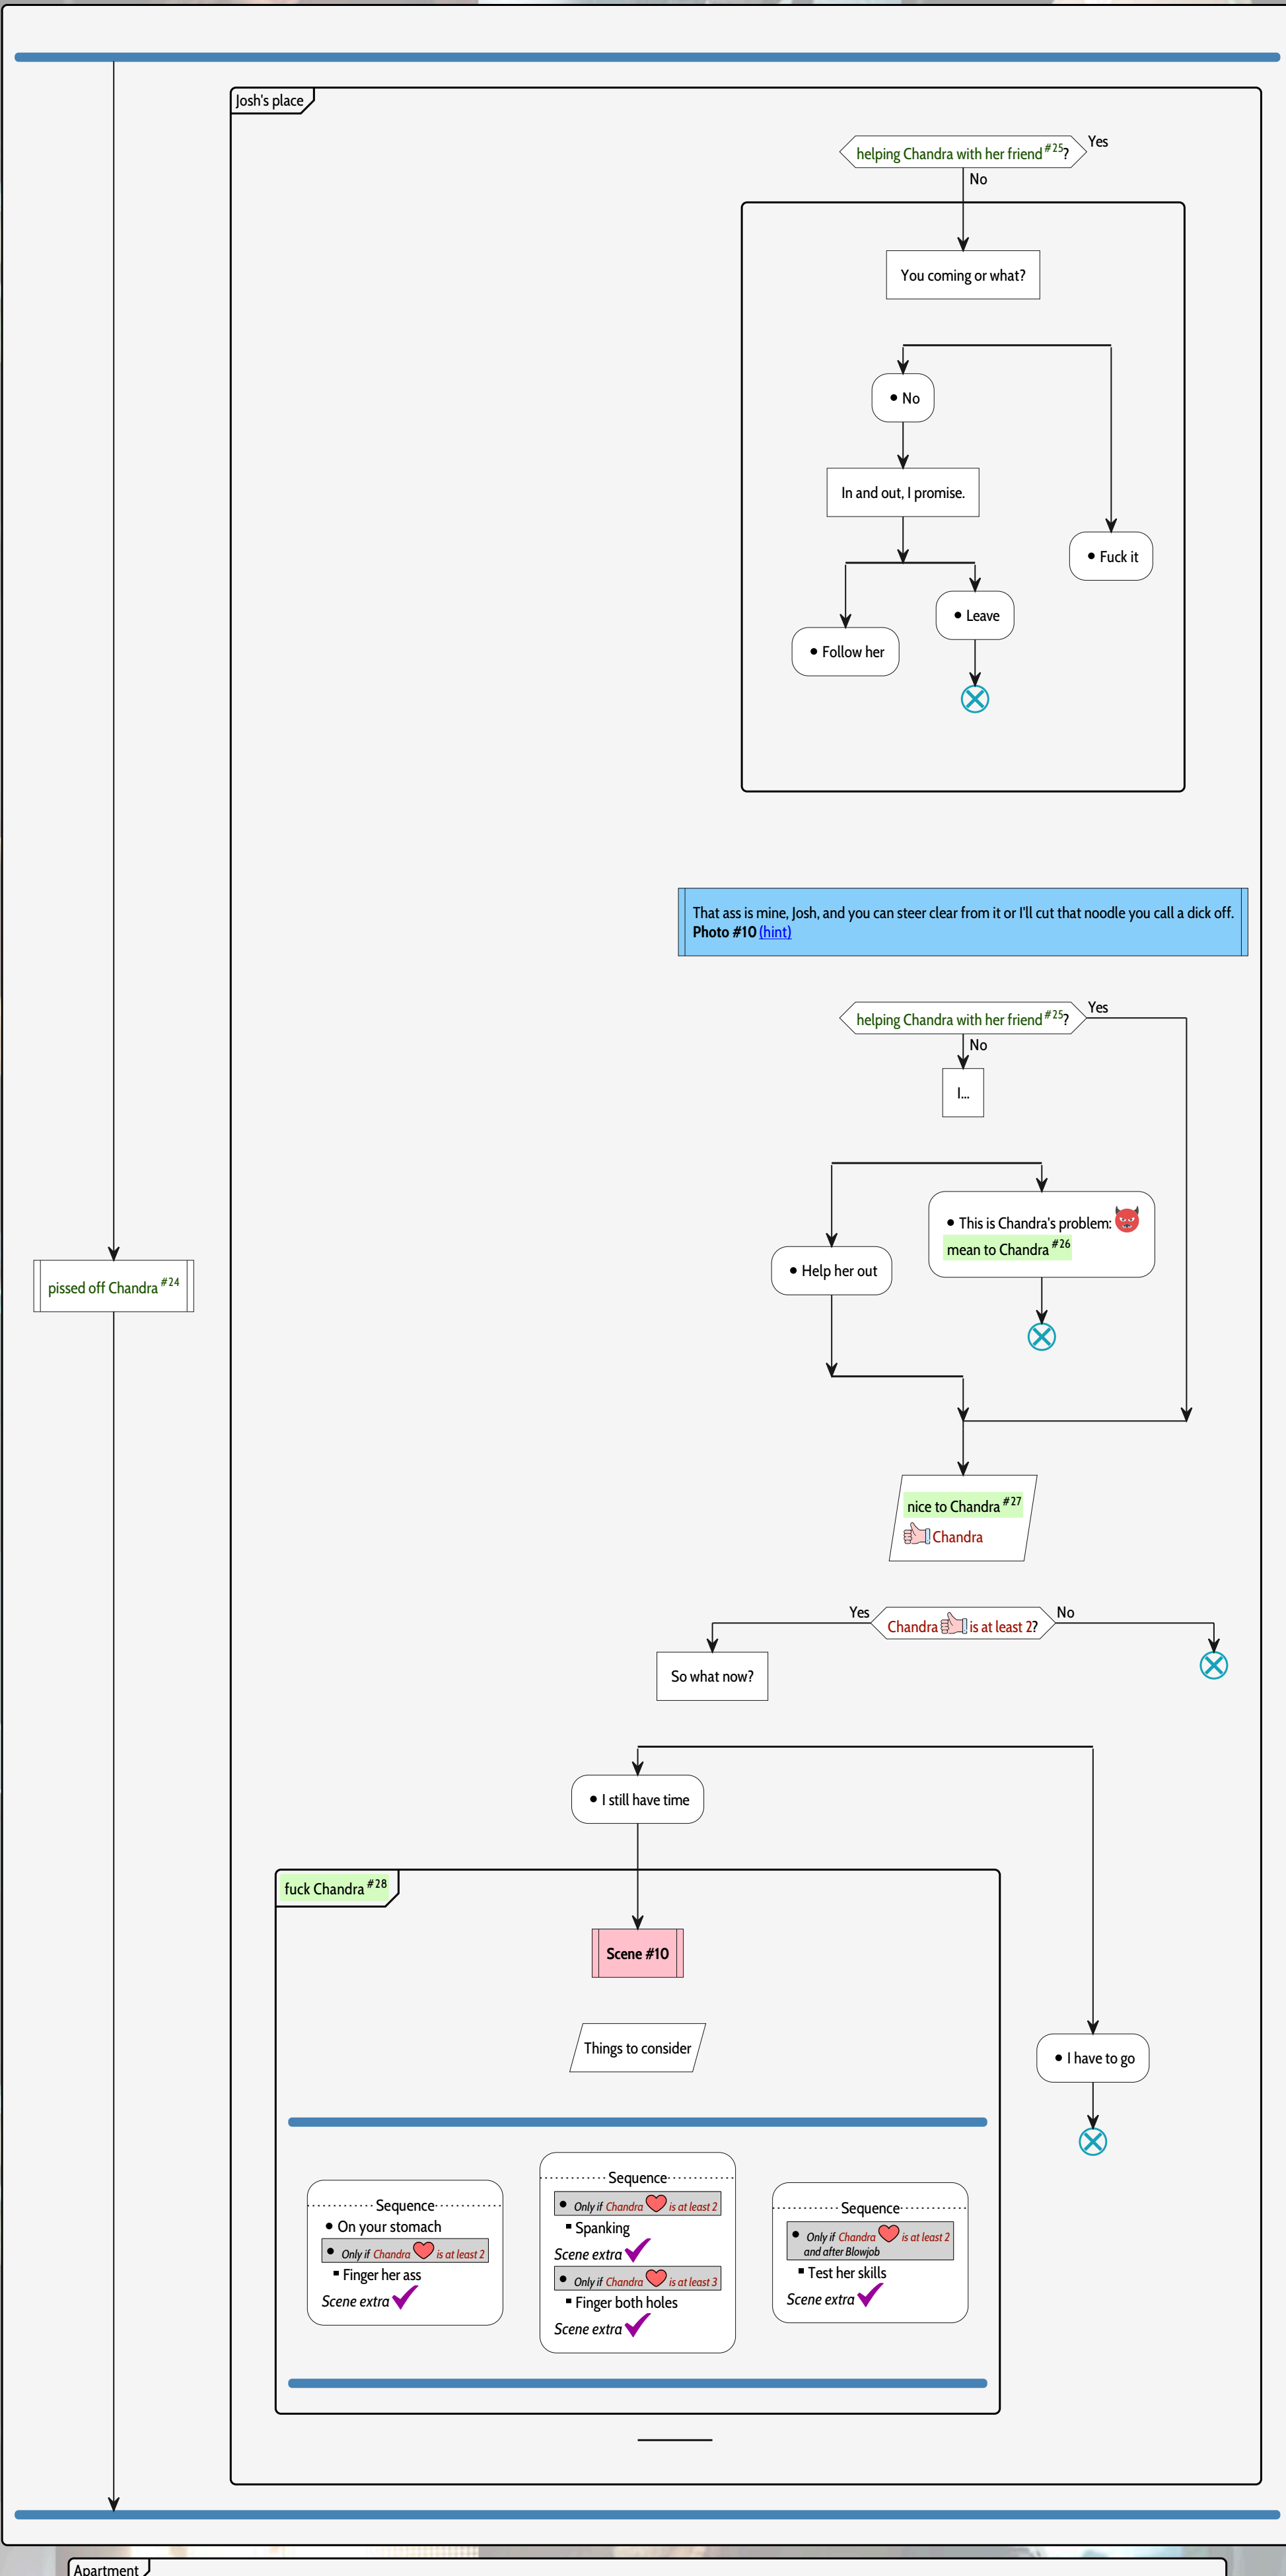 Josh's place
helping Chandra with her friend #25?
Yes
No
You coming or what?
• No
In and out, I promise.
• Fuck it
• Leave
• Follow her
That ass is mine, Josh, and you can steer clear from it or I'll cut that noodle you call a dick off.
Photo #10 (hint)
helping Chandra with her friend #25?
Yes
No
I...
• This is Chandra's problem:
mean to Chandra #26
• Help her out
pissed off Chandra #24
nice to Chandra #27
Chandra
Yes
Chandra is at least 2?
No
So what now?
• I still have time
fuck Chandra #28
Scene #10
Things to consider
• I have to go
Sequence
• On your stomach
• Only if Chandra is at least 2
▪ Finger her ass
Scene extra
Sequence
• Only if Chandra is at least 2
▪ Spanking
Scene extra
• Only if Chandra is at least 3
▪ Finger both holes
Scene extra
Sequence
• Only if Chandra is at least 2
and after Blowjob
▪ Test her skills
Scene extra
Apartment